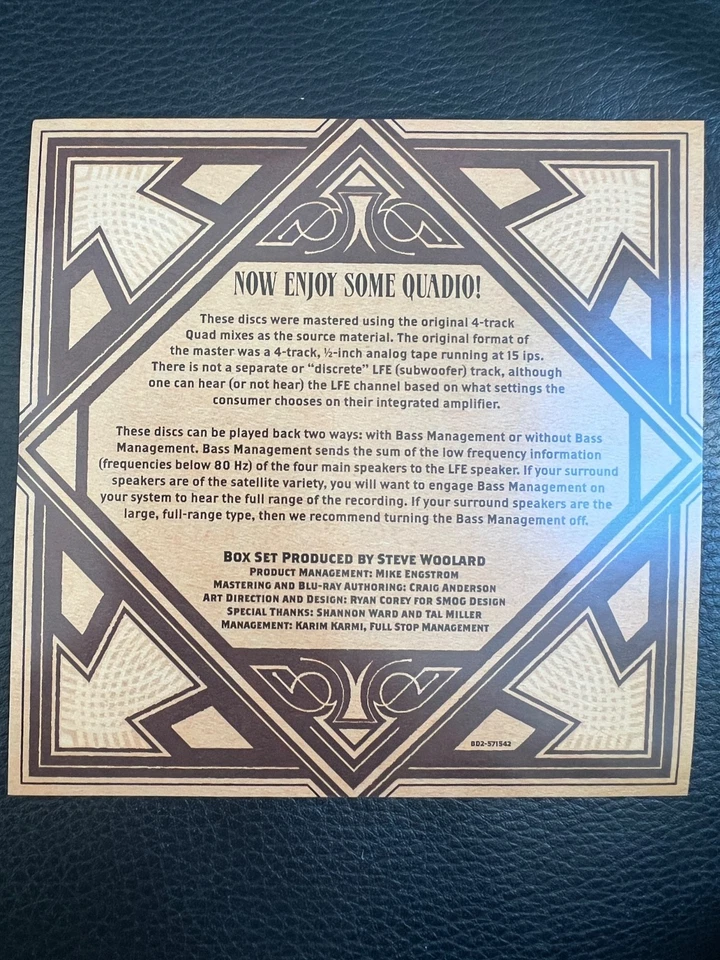 NOW ENJOY SOME QUADIO!
These discs were mastered using the original 4-track
Quad mixes as the source material. The original format of
the master was a 4-track, ½-inch analog tape running at 15 ips.
There is not a separate or “discrete” LFE (subwoofer) track, although
one can hear (or not hear) the LFE channel based on what settings the
consumer chooses on their integrated amplifier.
These discs can be played back two ways: with Bass Management or without Bass
Management. Bass Management sends the sum of the low frequency information
(frequencies below 80 Hz) of the four main speakers to the LFE speaker. If your surround
speakers are of the satellite variety, you will want to engage Bass Management on
your system to hear the full range of the recording. If your surround speakers are the
large, full-range type, then we recommend turning the Bass Management off.
BOX SET PRODUCED BY STEVE WOOLARD
PRODUCT MANAGEMENT: MIKE ENGSTROM
MASTERING AND BLU-RAY AUTHORING: CRAIG ANDERSON
ART DIRECTION AND DESIGN: RYAN COREY FOR SMOG DESIGN
SPECIAL THANKS: SHANNON WARD AND TAL MILLER
MANAGEMENT: KARIM KARMI, FULL STOP MANAGEMENT
BD2-571542